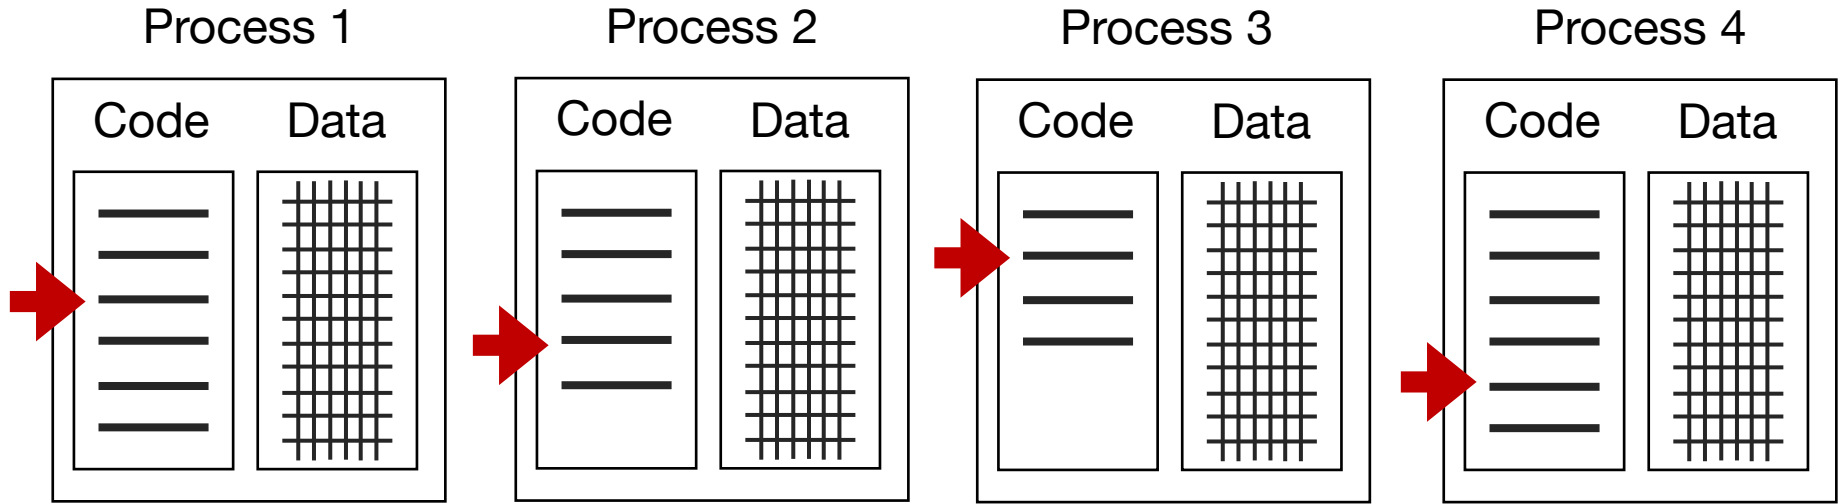 Process 1
Process 2
Process 3
Process 4
Code Data
Code Data
Code Data
Code Data